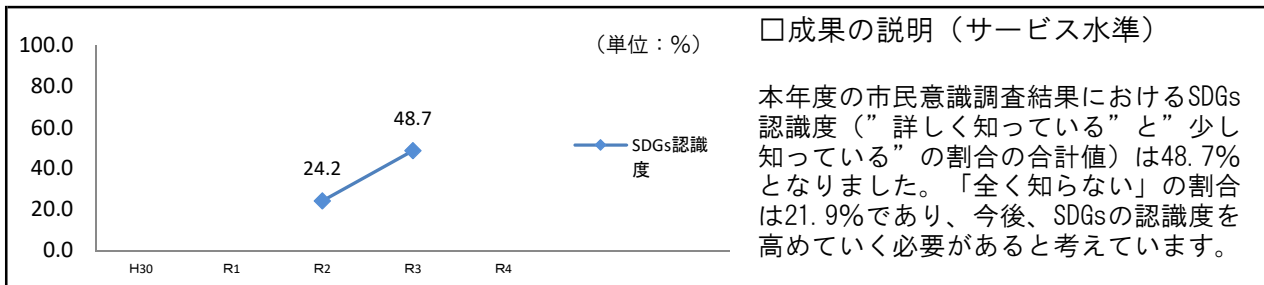 100.0
80.0
60.0
40.0
20.0
0.0
（単位：％）
48.7
24.2
SDGs認識
度
H30
R1
R2
R3
R4
□成果の説明（サービス水準）
本年度の市民意識調査結果におけるSDGs
認識度（”詳しく知っている”と”少し
知っている”の割合の合計値）は48.7％
となりました。「全く知らない」の割合
は21.9％であり、今後、SDGsの認識度を
高めていく必要があると考えています。